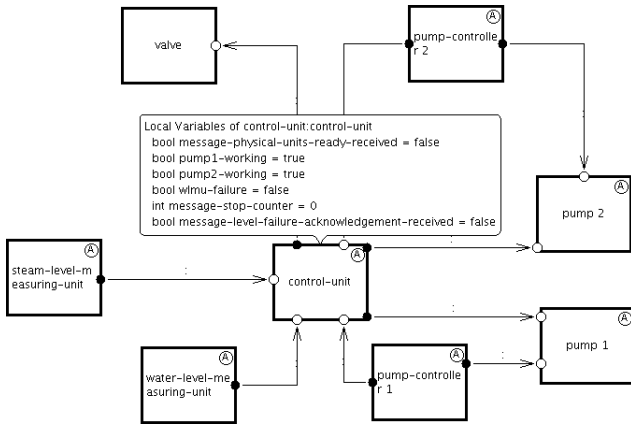 A
valve
pump-controlle
r 2
:
:
:
Local Variables of control-unit:control-unit
bool message-physical-units-ready-received = false
bool pump1-working = true
bool pump2-working = true
bool wlmu-failure = false
int message-stop-counter = 0
bool message-level-failure-acknowledgement-received = false
A
pump 2
:
A
steam-level-m
easuring-unit
:
A
control-unit
A
pump 1
:
:
A
water-level-me
asuring-unit
:
:
A
pump-controlle
r 1